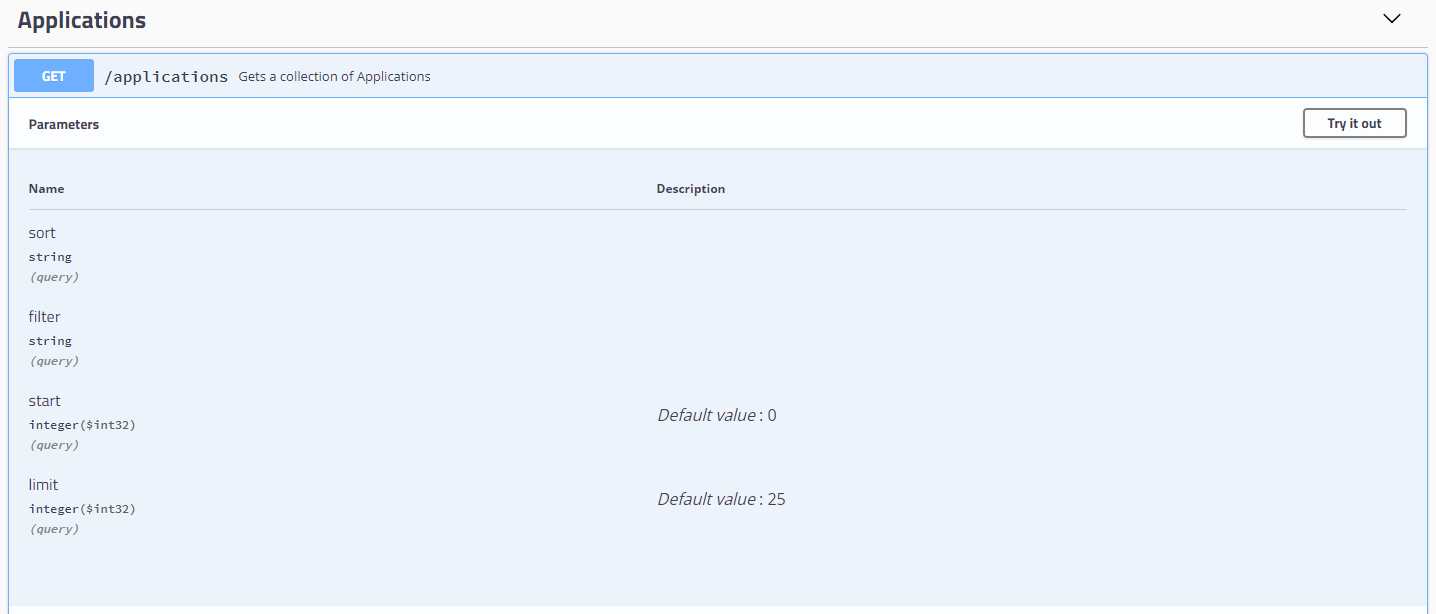 Applications
GET /applications Gets a collection of Applications
Parameters Try it out
Name Description
sort
string
(query)
filter
string
(query)
start
integer($int32)
(query)
Default value : 0
limit
integer($int32)
(query)
Default value : 25